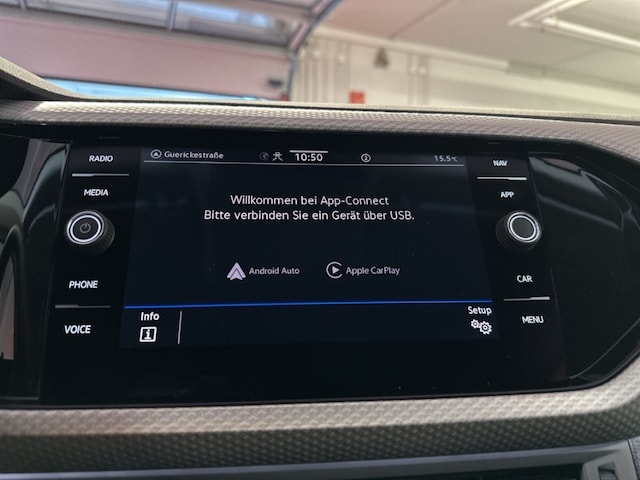 RADIO
MEDIA
PHONE
VOICE
Guerickestraße
10:50
15.5°C
Willkommen bei App-Connect
Bitte verbinden Sie ein Gerät über USB.
Android Auto
Apple CarPlay
Info
Setup
NAV
APP
CAR
MENU